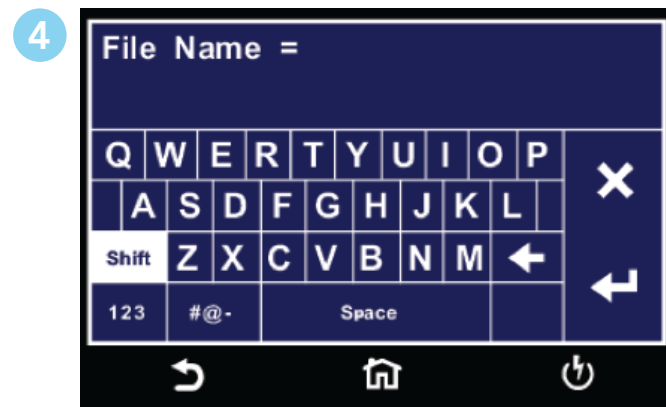 4
File Name =
Q W E R T Y U I O P
A S D F G H J K L
Shift Z X C V B N M
123 #@- Space